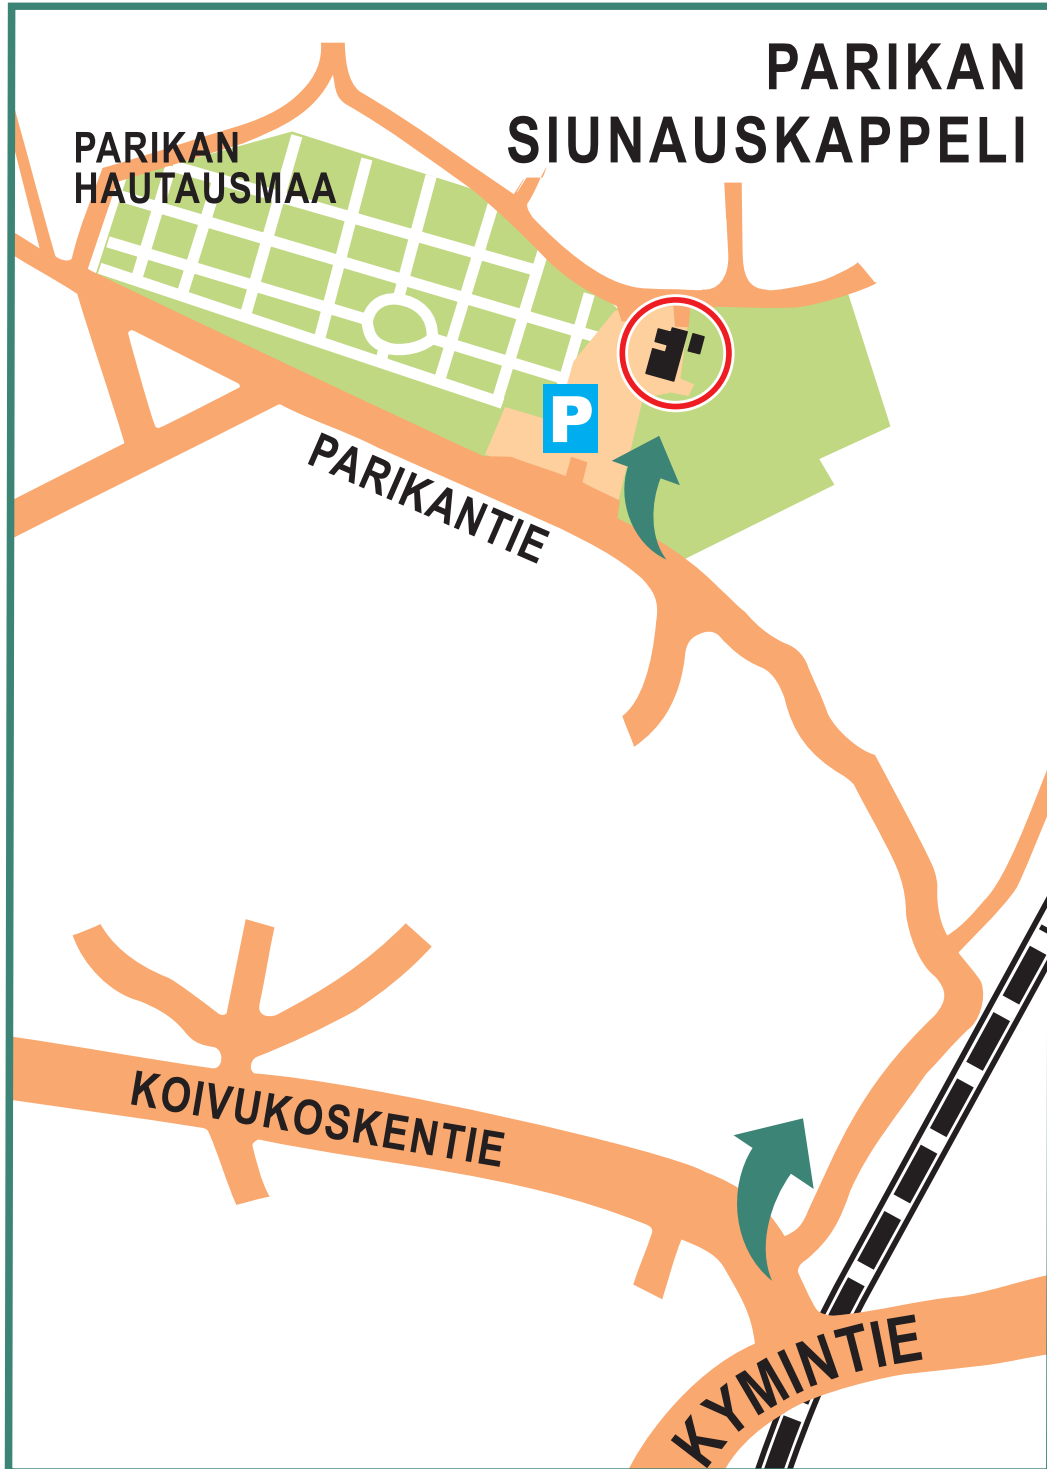 PARIKAN
SIUNAUSKAPPELI
PARIKAN
HAUTAUSMAA
P
PARIKANTIE
KOIVUKOSKENTIE
KYMINTIE